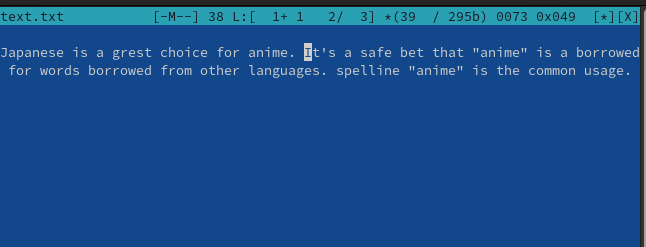 text.txt [-M--] 38 L:[ 1+ 1 2/ 3] *(39 / 295b) 0073 0x049 [*][X]
Japanese is a grest choice for anime. It's a safe bet that "anime" is a borrowed
for words borrowed from other languages. spelline "anime" is the common usage.